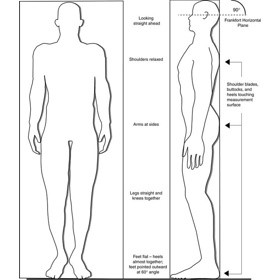 Looking
straight ahead
90°
Frankfort Horizontal
Plane
Shoulders relaxed
Shoulder blades,
buttocks, and
heels touching
measurement
surface
Arms at sides
Legs straight and
knees together
Feet flat – heels
almost together;
feet pointed outward
at 60° angle